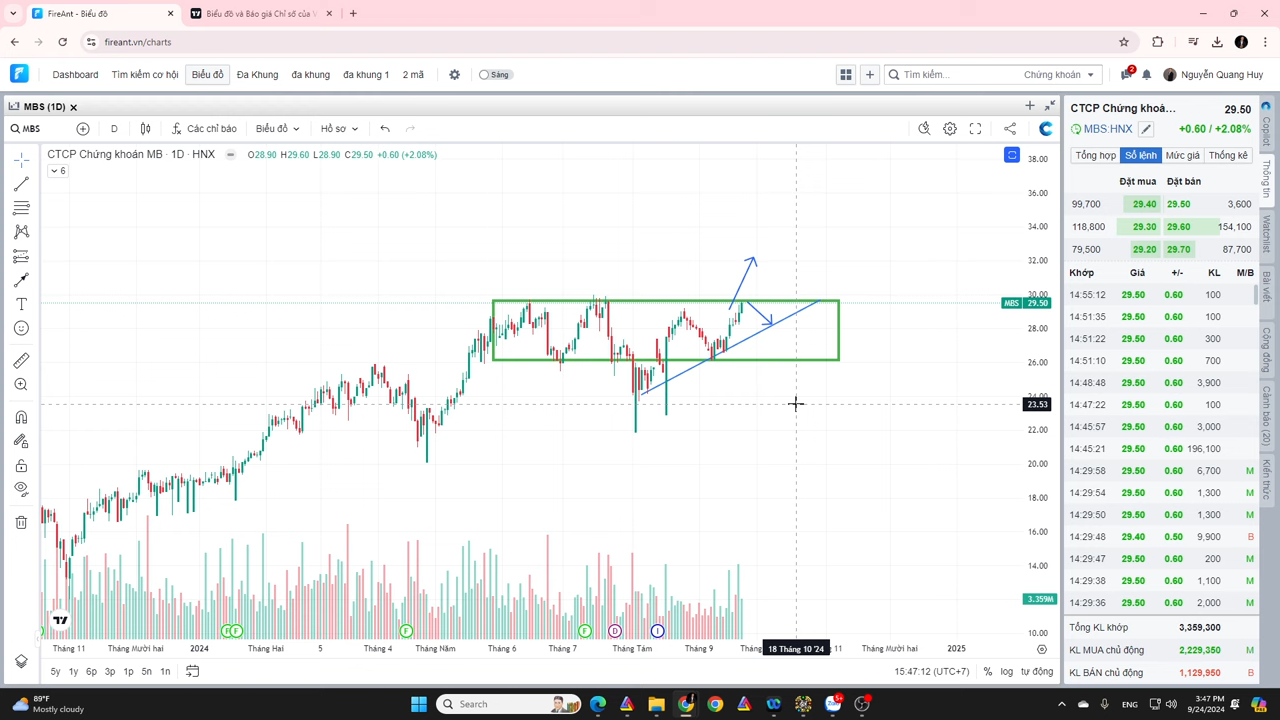 FireAnt - Biểu đồ
Biểu đồ và Báo giá Chỉ số của V
fireant.vn/charts
Dashboard
Tìm kiếm cơ hội
Biểu đồ
Đa Khung
đa khung
đa khung 1
2 mã
Sáng
Tìm kiếm...
Chứng khoán
2
Nguyễn Quang Huy
MBS (1D)
MBS
D
Các chỉ báo
Biểu đồ
Hồ sơ
CTCP Chứng khoán MB · 1D · HNX
O28.90 H29.60 L28.90 C29.50 +0.60 (+2.08%)
6
38.00
36.00
34.00
32.00
30.00
MBS 29.50
28.00
26.00
24.00
23.53
22.00
20.00
18.00
16.00
14.00
3.359M
10.00
F F F F D I
Tháng 11
Tháng Mười hai
2024
Tháng Hai
5
Tháng 4
Tháng Năm
Tháng 6
Tháng 7
Tháng Tám
Tháng 9
18 Tháng 10 '24
11
Tháng Mười hai
2025
5y 1y 6p 3p 1p 5n 1n
15:47:12 (UTC+7)
% log tự động
CTCP Chứng khoá...
29.50
MBS:HNX
+0.60 / +2.08%
Tổng hợp Sổ lệnh Mức giá Thống kê
Đặt mua Đặt bán
99,700 29.40 29.50 3,600
118,800 29.30 29.60 154,100
79,500 29.20 29.70 87,700
Khớp Giá +/- KL M/B
14:55:12 29.50 0.60 100
14:51:35 29.50 0.60 100
14:51:22 29.50 0.60 300
14:51:10 29.50 0.60 700
14:48:48 29.50 0.60 3,900
14:47:22 29.50 0.60 100
14:45:57 29.50 0.60 3,000
14:45:21 29.50 0.60 196,100
14:29:58 29.50 0.60 6,700 M
14:29:54 29.50 0.60 1,300 M
14:29:50 29.50 0.60 1,300 M
14:29:48 29.40 0.50 9,900 B
14:29:47 29.50 0.60 200 M
14:29:38 29.50 0.60 1,100 M
14:29:36 29.50 0.60 2,000 M
Tổng KL khớp 3,359,300
KL MUA chủ động 2,229,350 M
KL BÁN chủ động 1,129,950 B
Copilot
Thông tin
Watchlist
Bài viết
Cộng đồng
Cảnh báo (20)
Kiến thức
89°F
Mostly cloudy
Search
5+
ENG
3:47 PM
9/24/2024